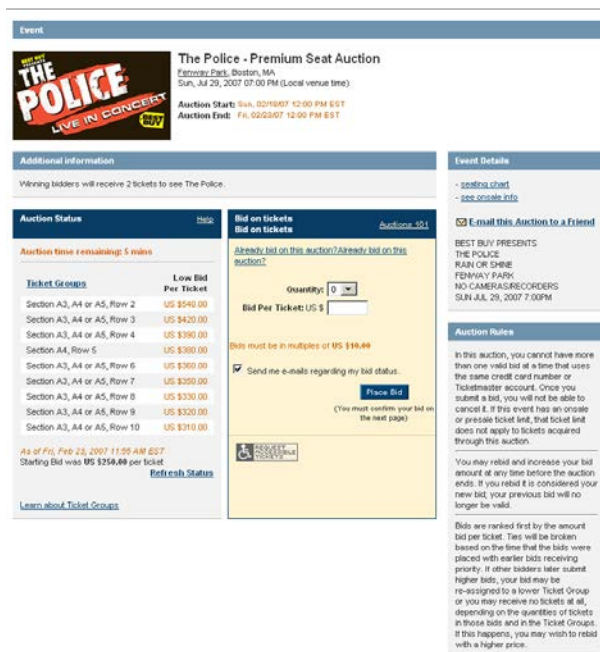 Event
BEST BUY
PRESENTS
THE
POLICE
LIVE IN CONCERT
BEST
BUY
The Police - Premium Seat Auction
Fenway Park, Boston, MA
Sun, Jul 29, 2007 07:00 PM (Local venue time)
Auction Start: Sun, 02/18/07 12:00 PM EST
Auction End: Fri, 02/23/07 12:00 PM EST
Additional information
Winning bidders will receive 2 tickets to see The Police.
Auction Status Help
Auction time remaining: 5 mins
Ticket Groups Low Bid
Per Ticket
Section A3, A4 or A5, Row 2 US $540.00
Section A3, A4 or A5, Row 3 US $420.00
Section A3, A4 or A5, Row 4 US $390.00
Section A4, Row 5 US $380.00
Section A3, A4 or A5, Row 6 US $360.00
Section A3, A4 or A5, Row 7 US $350.00
Section A3, A4 or A5, Row 8 US $330.00
Section A3, A4 or A5, Row 9 US $320.00
Section A3, A4 or A5, Row 10 US $310.00
As of Fri, Feb 23, 2007 11:55 AM
EST
Starting Bid was US $250.00 per ticket
Refresh Status
Learn about Ticket Groups
Bid on tickets
Bid on tickets
Auctions 101
Already bid on this auction?Already bid on this
auction?
Quantity: 0
Bid Per Ticket: US $
Bids must be in multiples of US $10.00
Send me e-mails regarding my bid status.
Place Bid
(You must confirm your bid on
the next page)
REQUEST
ACCESSIBLE
TICKETS
Event Details
- seating chart
- see onsale info
E-mail this Auction to a Friend
BEST BUY PRESENTS
THE POLICE
RAIN OR SHINE
FENWAY PARK
NO CAMERAS/RECORDERS
SUN JUL 29, 2007 7:00PM
Auction Rules
In this auction, you cannot have more
than one valid bid at a time that uses
the same credit card number or
Ticketmaster account. Once you
submit a bid, you will not be able to
cancel it. If this event has an onsale
or presale ticket limit, that ticket limit
does not apply to tickets acquired
through this auction.
You may rebid and increase your bid
amount at any time before the auction
ends. If you rebid it is considered your
new bid; your previous bid will no
longer be valid.
Bids are ranked first by the amount
bid per ticket. Ties will be broken
based on the time that the bids were
placed with earlier bids receiving
priority. If other bidders later submit
higher bids, your bid may be
re-assigned to a lower Ticket Group
or you may receive no tickets at all,
depending on the quantities of tickets
in those bids and in the Ticket Groups.
If this happens, you may wish to rebid
with a higher price.